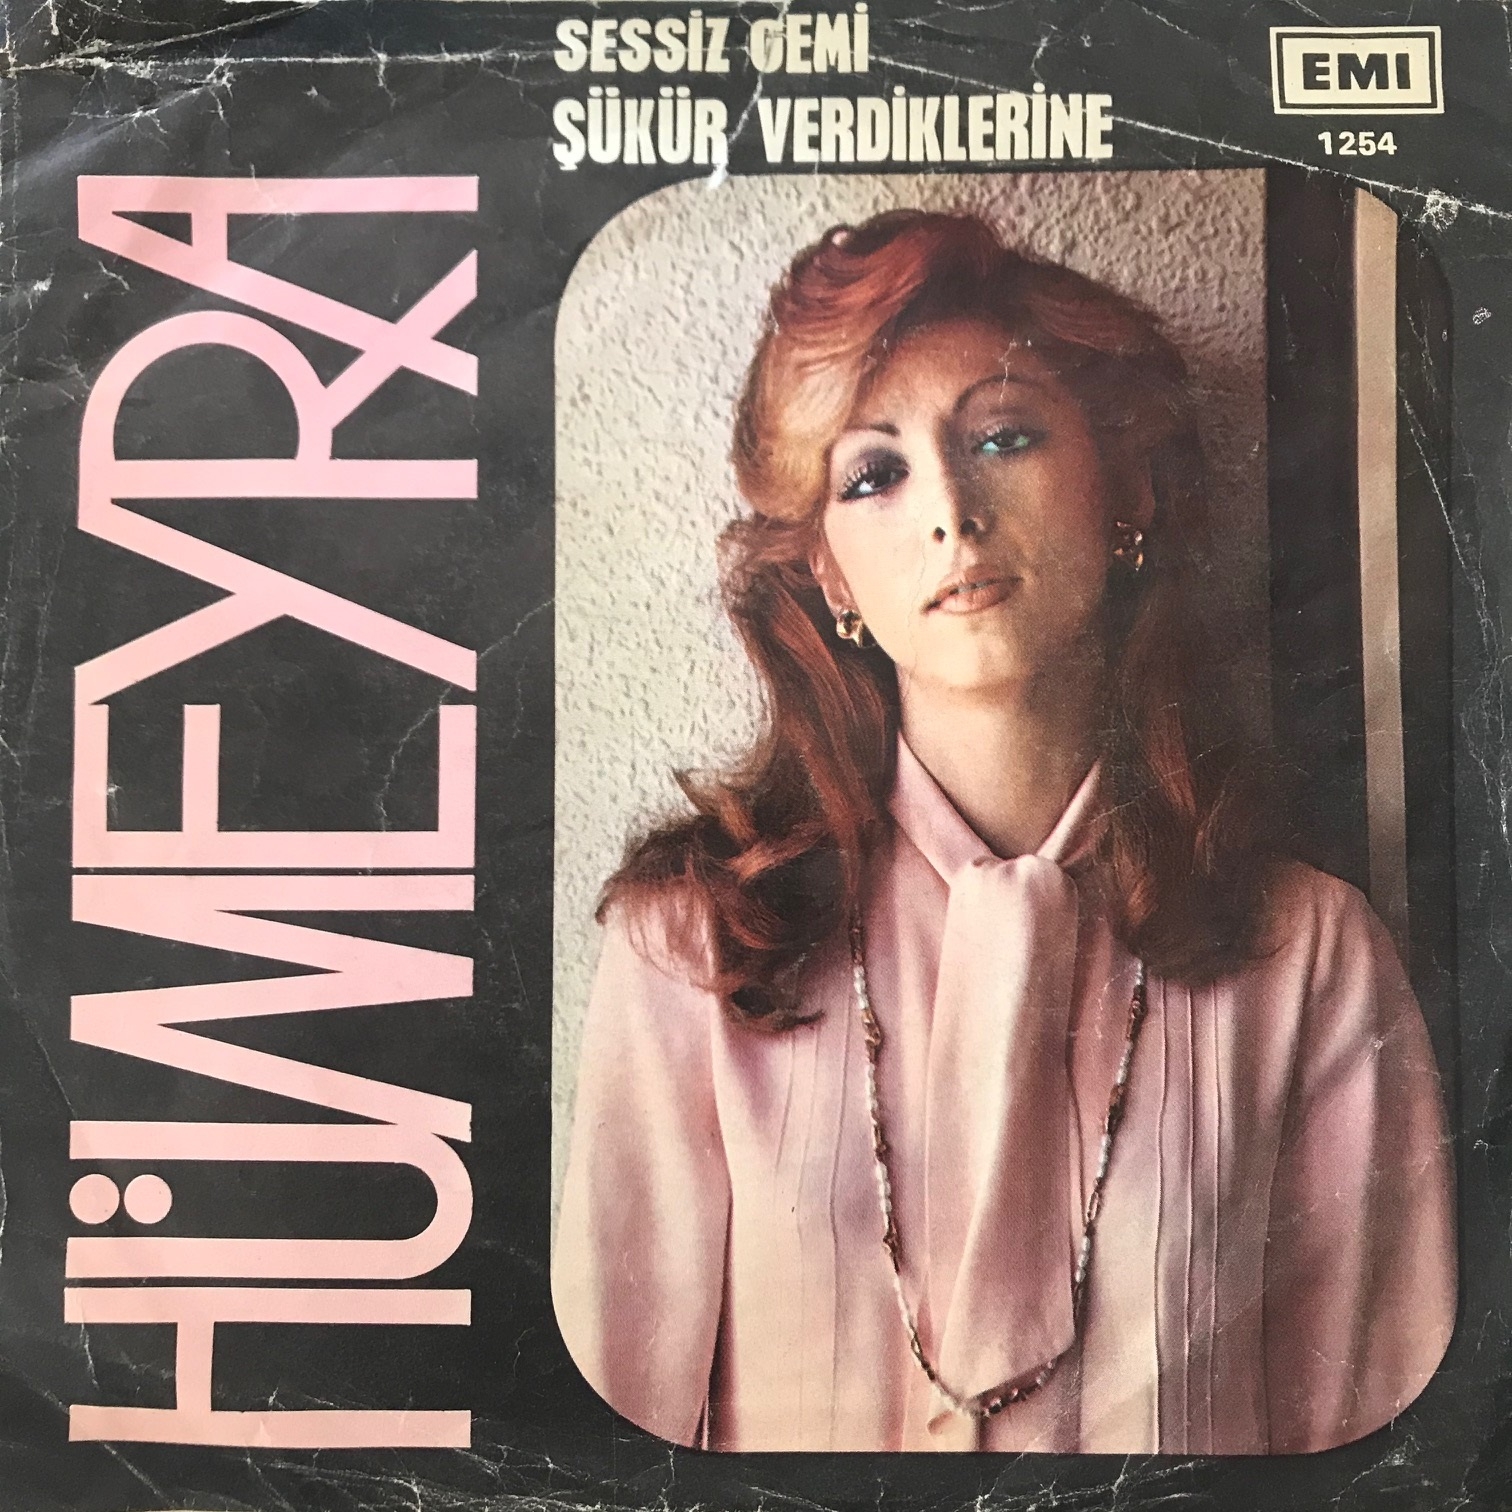 SESSİZ GEMİ
ŞÜKÜR VERDİKLERİNE
EMI
1254
HÜMEYRA